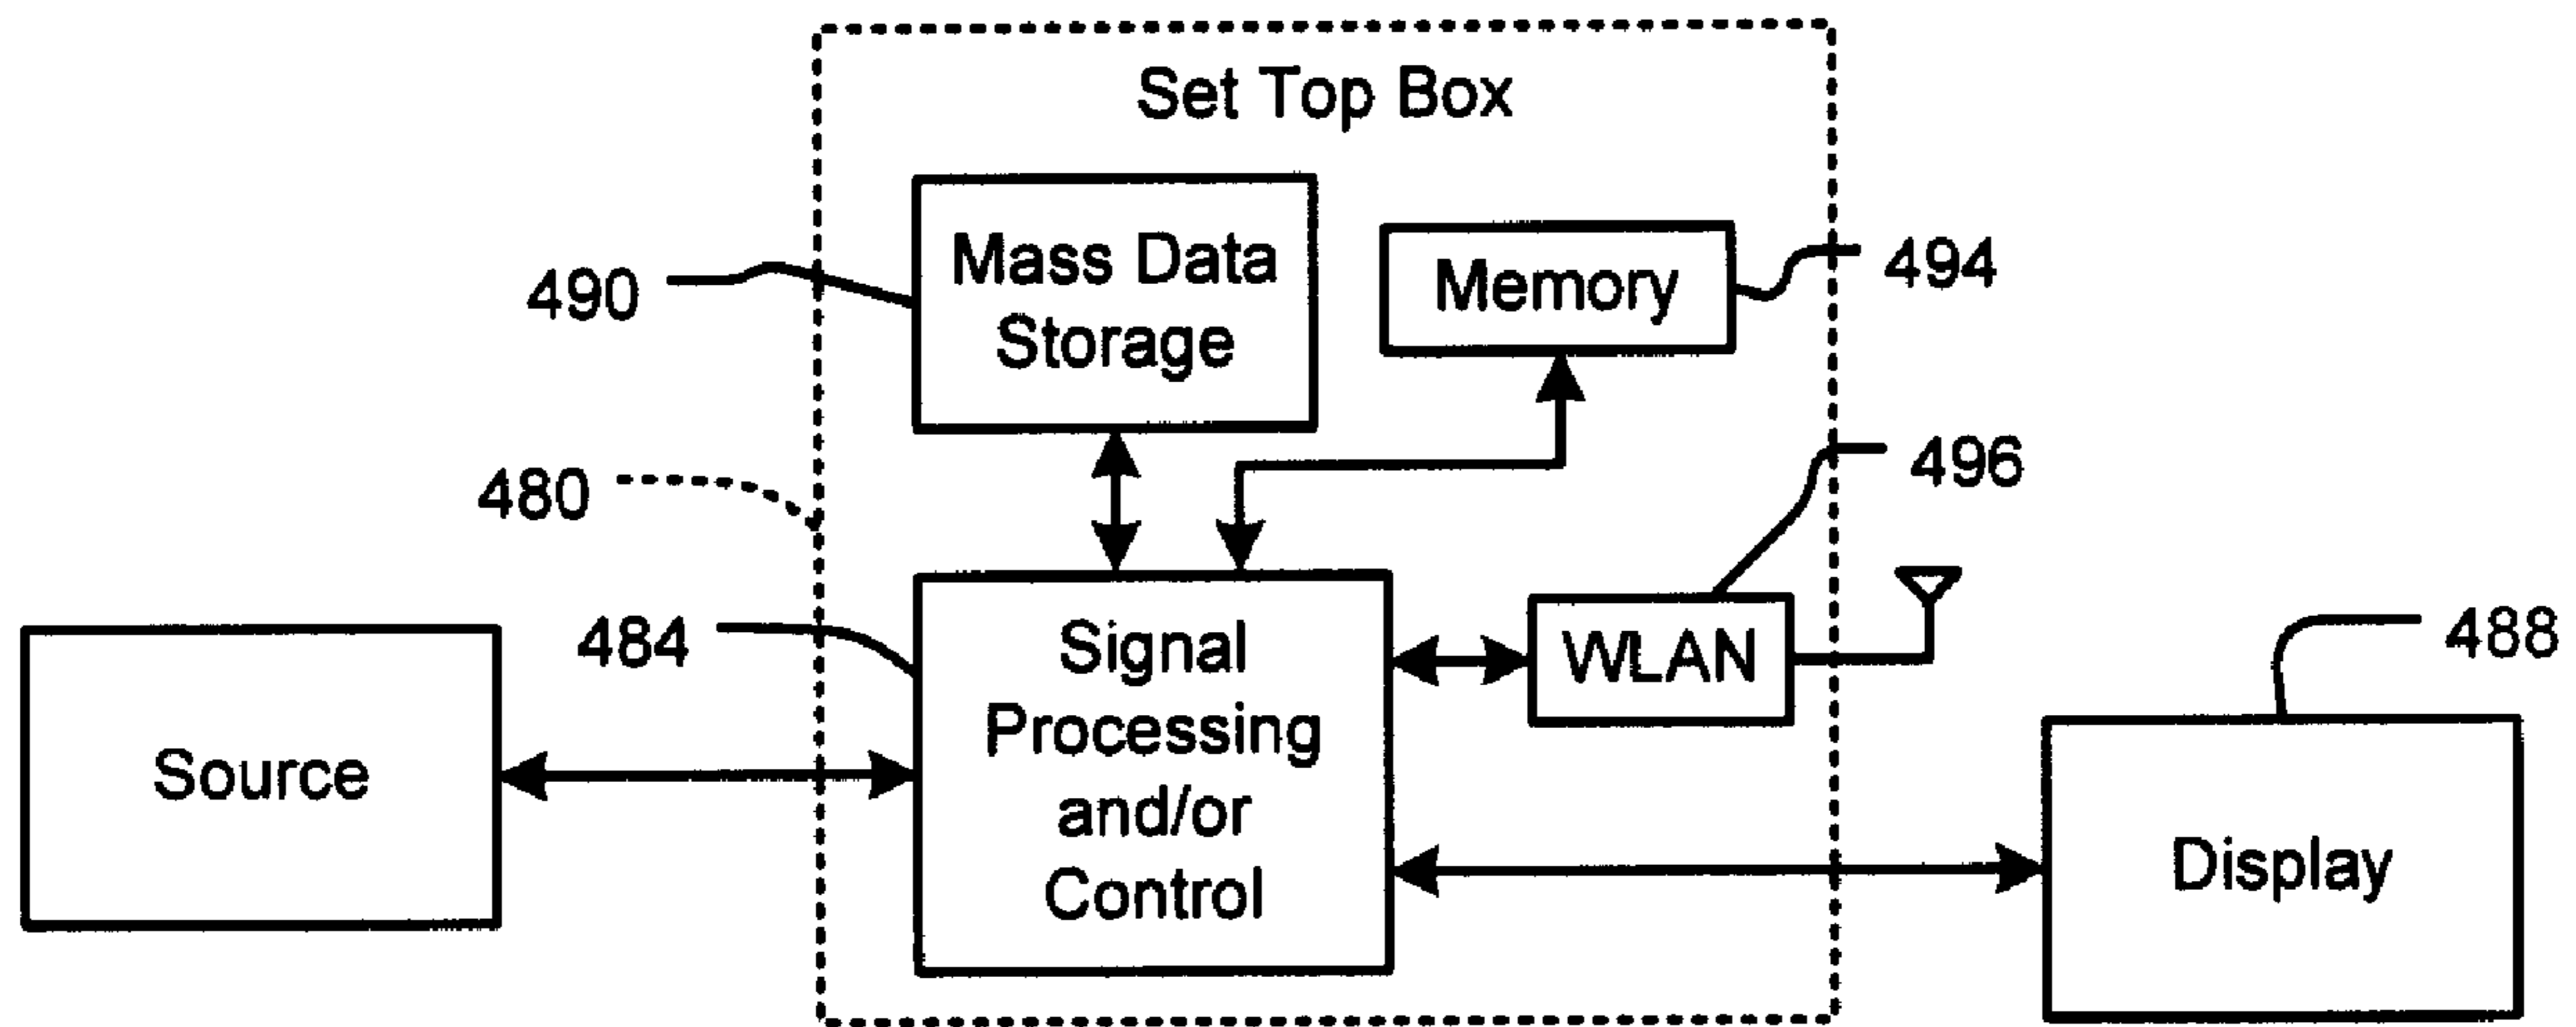 Set Top Box
Mass Data
Storage
Memory
490
494
480
496
484
488
Source
Signal
Processing
and/or
Control
WLAN
Display